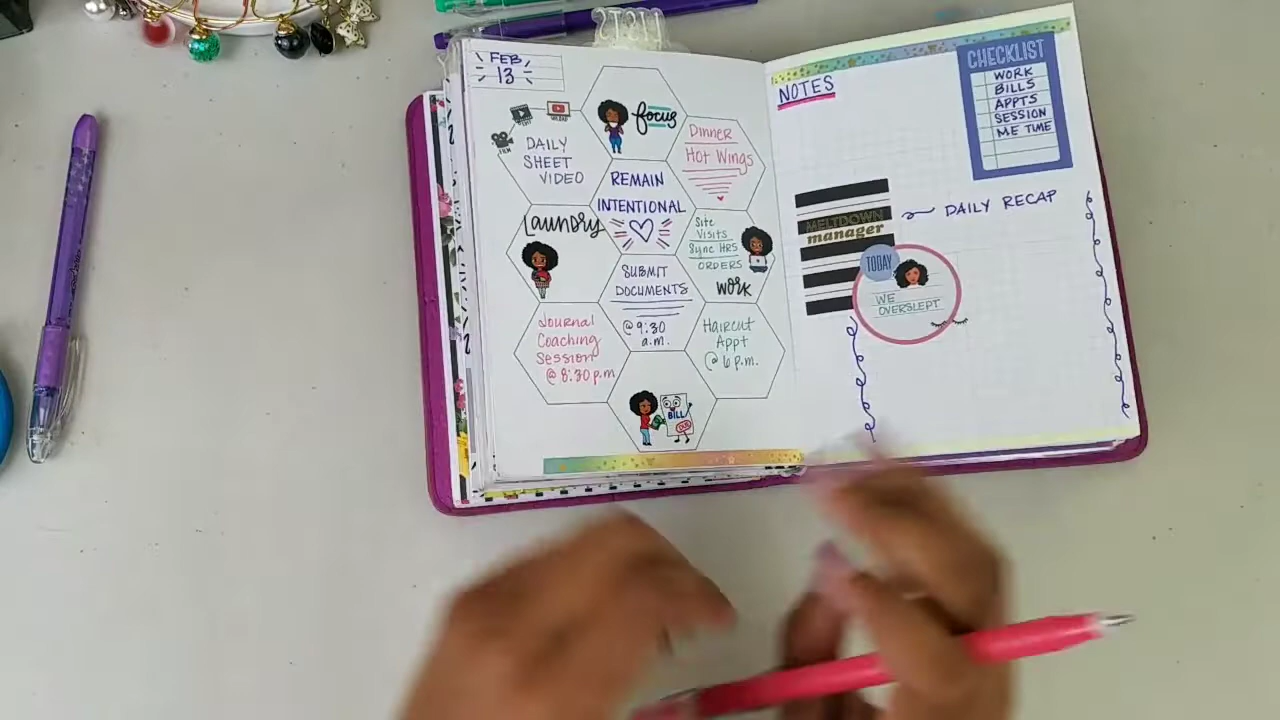 FEB
13
focus
DAILY
SHEET
VIDEO
Dinner
Hot Wings
REMAIN
INTENTIONAL
Laundry
Site
Visits
Sync HRS
ORDERS
work
SUBMIT
DOCUMENTS
@ 9:30
a.m.
Journal
Coaching
Session
@ 8:30 p.m
Haircut
Appt
@ 6 p.m.
BILL
NOTES
CHECKLIST
WORK
BILLS
APPTS
SESSION
ME TIME
MELTDOWN
manager
DAILY RECAP
TODAY
WE
OVERSLEPT